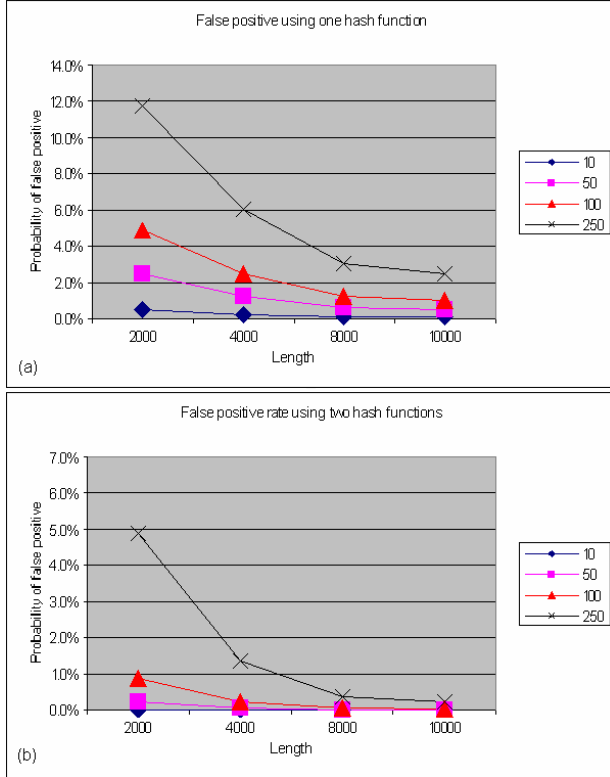 False positive using one hash function
14.0%
12.0%
10.0%
8.0%
6.0%
4.0%
2.0%
0.0%
Probability of false positive
2000 4000 8000 10000
Length
10
50
100
250
(a)
False positive rate using two hash functions
7.0%
6.0%
5.0%
4.0%
3.0%
2.0%
1.0%
0.0%
Probability of false positive
2000 4000 8000 10000
Length
10
50
100
250
(b)